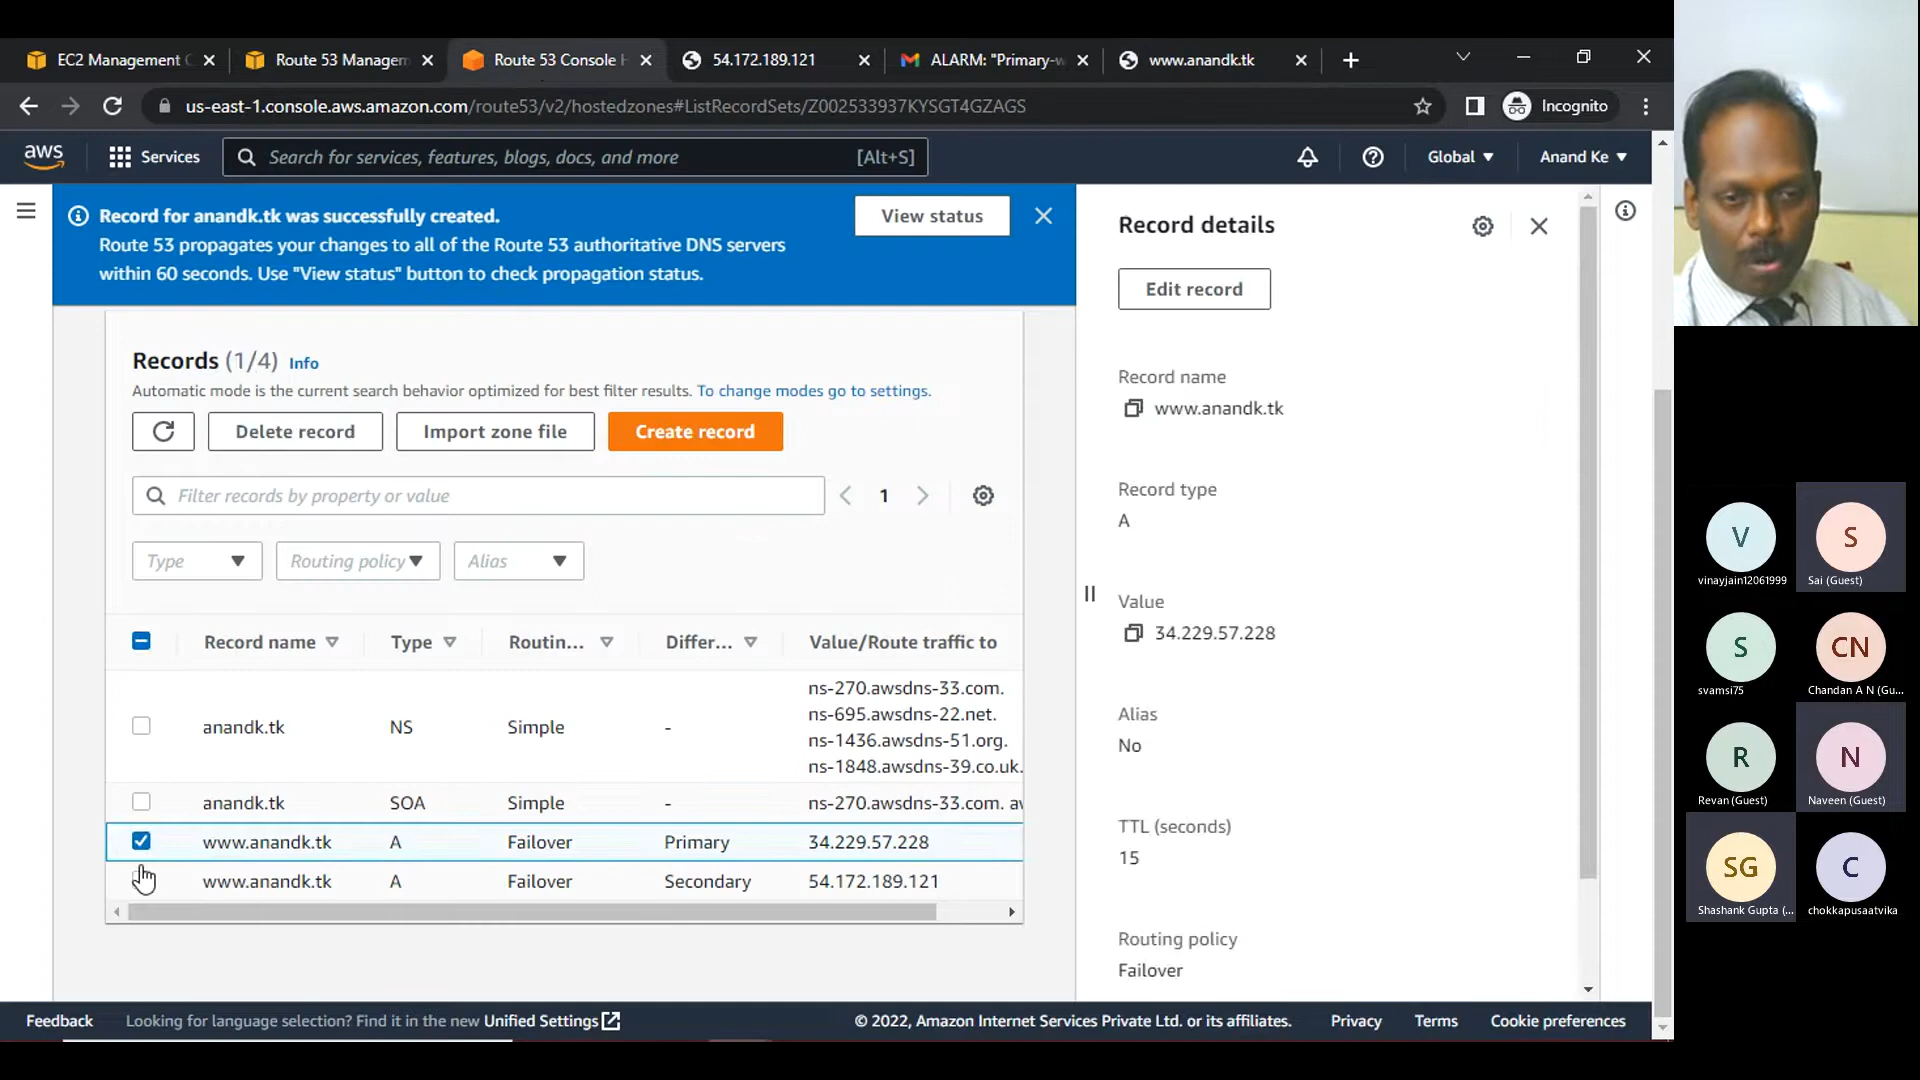 EC2 Management C
Route 53 Managem
Route 53 Console H
54.172.189.121
ALARM: "Primary-w
www.anandk.tk
us-east-1.console.aws.amazon.com/route53/v2/hostedzones#ListRecordSets/Z002533937KYSGT4GZAGS
Incognito
aws
Services
Search for services, features, blogs, docs, and more
[Alt+S]
Global
Anand Ke
Record for anandk.tk was successfully created.
Route 53 propagates your changes to all of the Route 53 authoritative DNS servers
within 60 seconds. Use "View status" button to check propagation status.
View status
Records (1/4) Info
Automatic mode is the current search behavior optimized for best filter results. To change modes go to settings.
Delete record
Import zone file
Create record
Filter records by property or value
1
Type
Routing policy
Alias
Record name
Type
Routin...
Differ...
Value/Route traffic to
anandk.tk
NS
Simple
-
ns-270.awsdns-33.com.
ns-695.awsdns-22.net.
ns-1436.awsdns-51.org.
ns-1848.awsdns-39.co.uk.
anandk.tk
SOA
Simple
-
ns-270.awsdns-33.com. a
www.anandk.tk
A
Failover
Primary
34.229.57.228
www.anandk.tk
A
Failover
Secondary
54.172.189.121
Record details
Edit record
Record name
www.anandk.tk
Record type
A
Value
34.229.57.228
Alias
No
TTL (seconds)
15
Routing policy
Failover
Feedback
Looking for language selection? Find it in the new Unified Settings
© 2022, Amazon Internet Services Private Ltd. or its affiliates.
Privacy
Terms
Cookie preferences
V
vinayjain12061999
S
Sai (Guest)
S
svamsi75
CN
Chandan A N (Gu...
R
Revan (Guest)
N
Naveen (Guest)
SG
Shashank Gupta (...
C
chokkapusaatvika